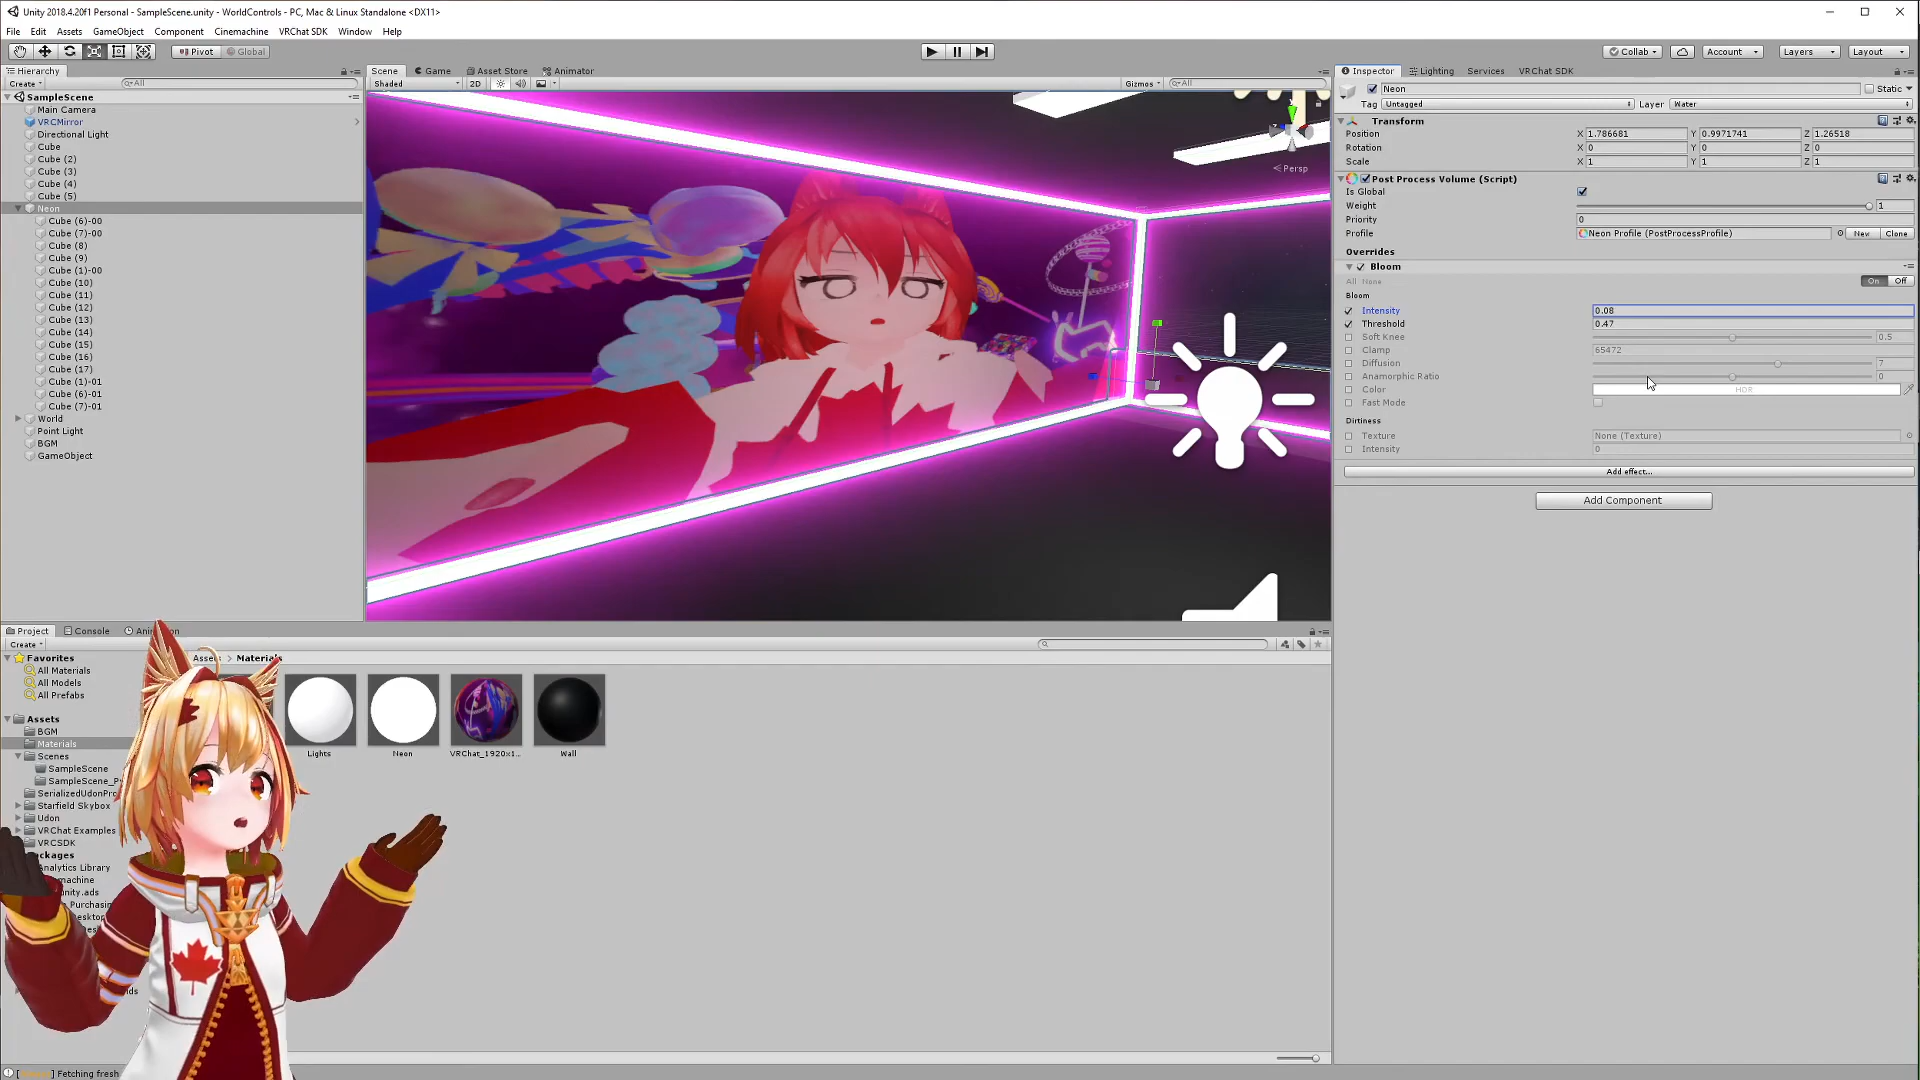 Unity 2018.4.20f1 Personal - SampleScene.unity - WorldControls - PC, Mac & Linux Standalone <DX11>
File Edit Assets GameObject Component Cinemachine VRChat SDK Window Help
Pivot Global Collab Account Layers Layout
Hierarchy
Create All
SampleScene
Main Camera
VRCMirror
Directional Light
Cube
Cube (2)
Cube (3)
Cube (4)
Cube (5)
Neon
Cube (6)-00
Cube (7)-00
Cube (8)
Cube (9)
Cube (1)-00
Cube (10)
Cube (11)
Cube (12)
Cube (13)
Cube (14)
Cube (15)
Cube (16)
Cube (17)
Cube (1)-01
Cube (6)-01
Cube (7)-01
World
Point Light
BGM
GameObject
Scene Game Asset Store Animator
Shaded 2D Gizmos All
Persp
Inspector Lighting Services VRChat SDK
Neon Static
Tag Untagged Layer Water
Transform
Position X 1.786681 Y 0.9971741 Z 1.26518
Rotation X 0 Y 0 Z 0
Scale X 1 Y 1 Z 1
Post Process Volume (Script)
Is Global
Weight 1
Priority 0
Profile Neon Profile (PostProcessProfile) New Clone
Overrides
Bloom
All None On Off
Bloom
Intensity 0.08
Threshold 0.47
Soft Knee 0.5
Clamp 65472
Diffusion 7
Anamorphic Ratio 0
Color HDR
Fast Mode
Dirtiness
Texture None (Texture)
Intensity 0
Add effect...
Add Component
Project Console
Create
Favorites
All Materials
All Models
All Prefabs
Assets
BGM
Materials
Scenes
SampleScene
SampleScene_P
SerializedUdonPro
Starfield Skybox
Udon
VRChat Examples
VRCSDK
Analytics Library
> Materials
Lights Neon VRChat_1920x1... Wall
Fetching fresh